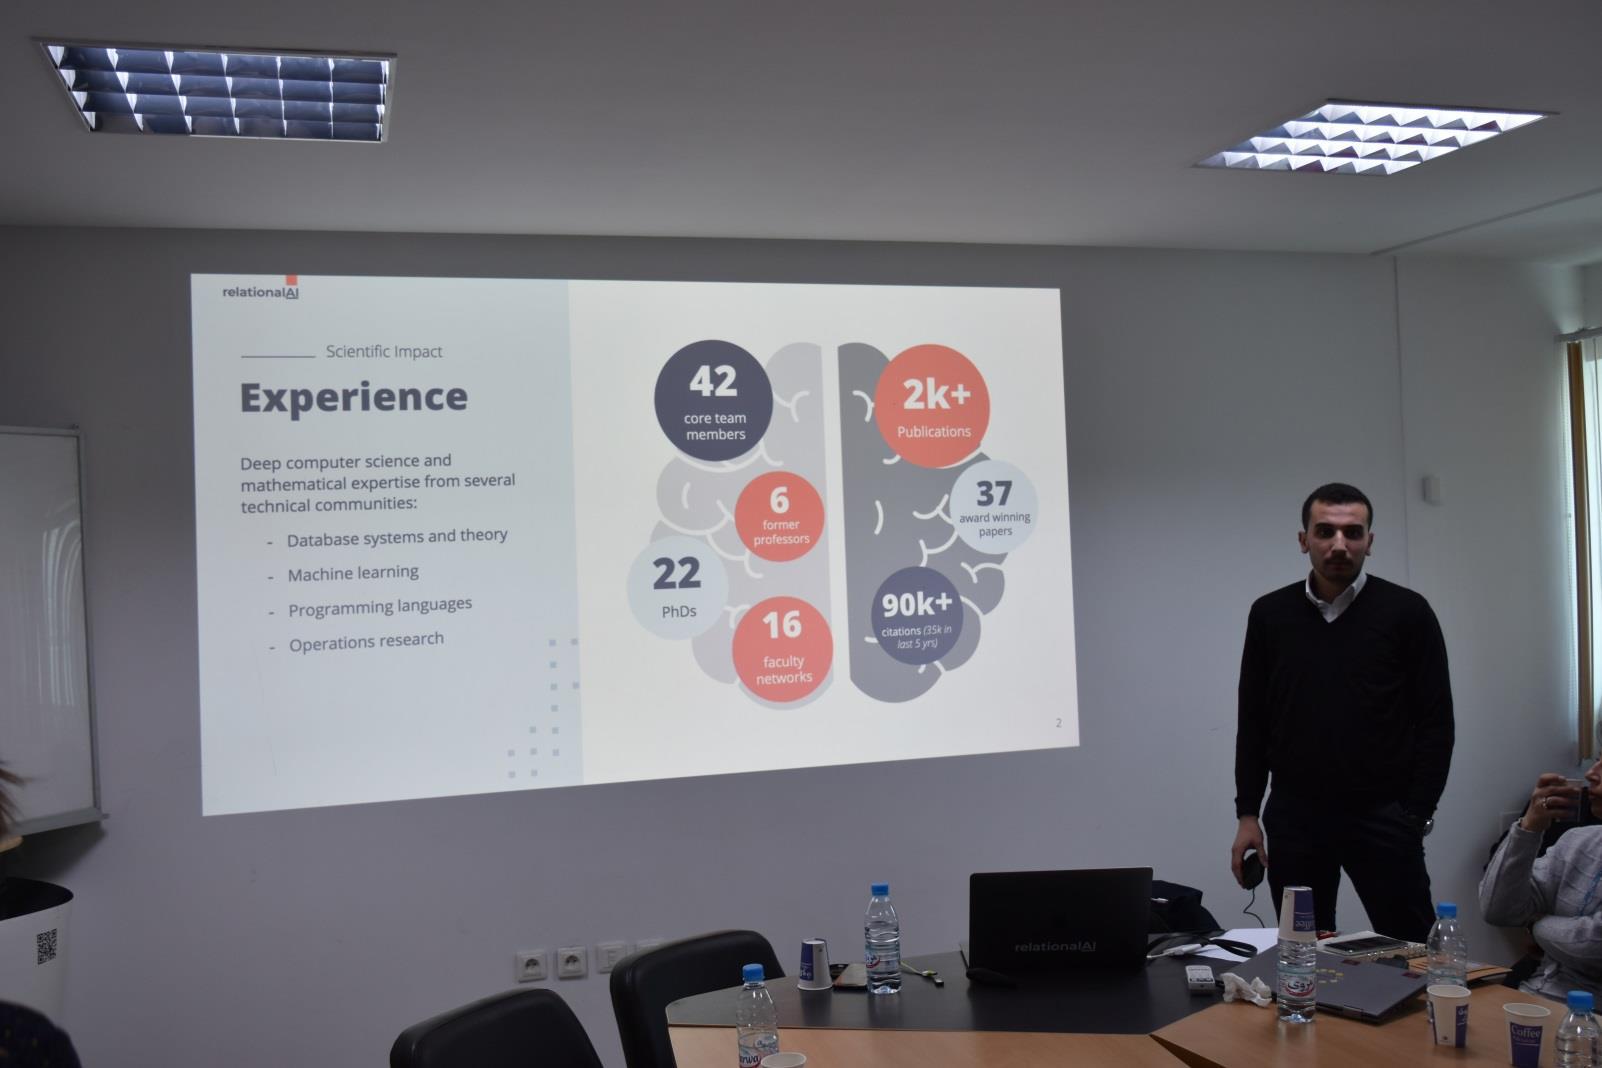 relationalAI
Scientific Impact
Experience
Deep computer science and
mathematical expertise from several
technical communities:
- Database systems and theory
- Machine learning
- Programming languages
- Operations research
42
core team
members
6
former
professors
22
PhDs
16
faculty
networks
2k+
Publications
37
award winning
papers
90k+
citations (35k in
last 5 yrs)
2
relationalAI
Coffee